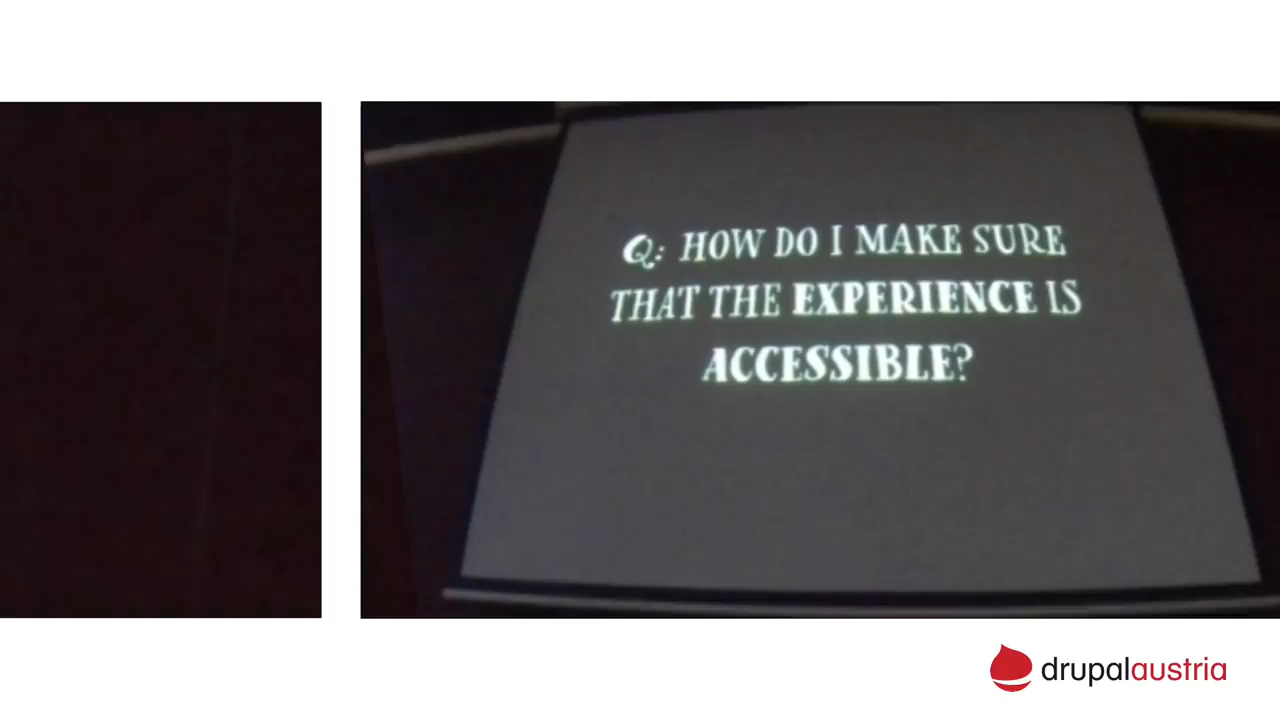 Q: HOW DO I MAKE SURE
THAT THE EXPERIENCE IS
ACCESSIBLE?
drupalaustria